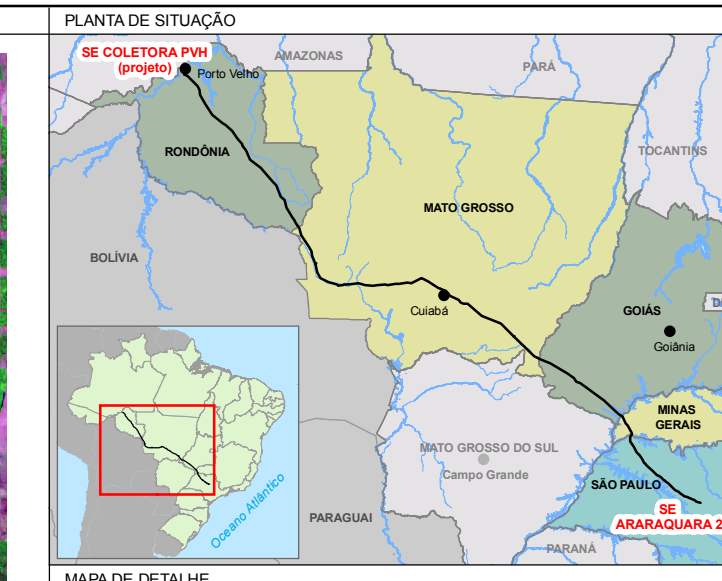 PLANTA DE SITUAÇÃO
SE COLETORA PVH
(projeto)
Porto Velho
AMAZONAS
PARÁ
TOCANTINS
RONDÔNIA
MATO GROSSO
BOLÍVIA
Cuiabá
GOIÁS
Goiânia
MINAS
GERAIS
MATO GROSSO DO SUL
Campo Grande
SÃO PAULO
SE
ARARAQUARA 2
PARAGUAI
PARANÁ
Oceano Atlântico
MAPA DE DETALHE